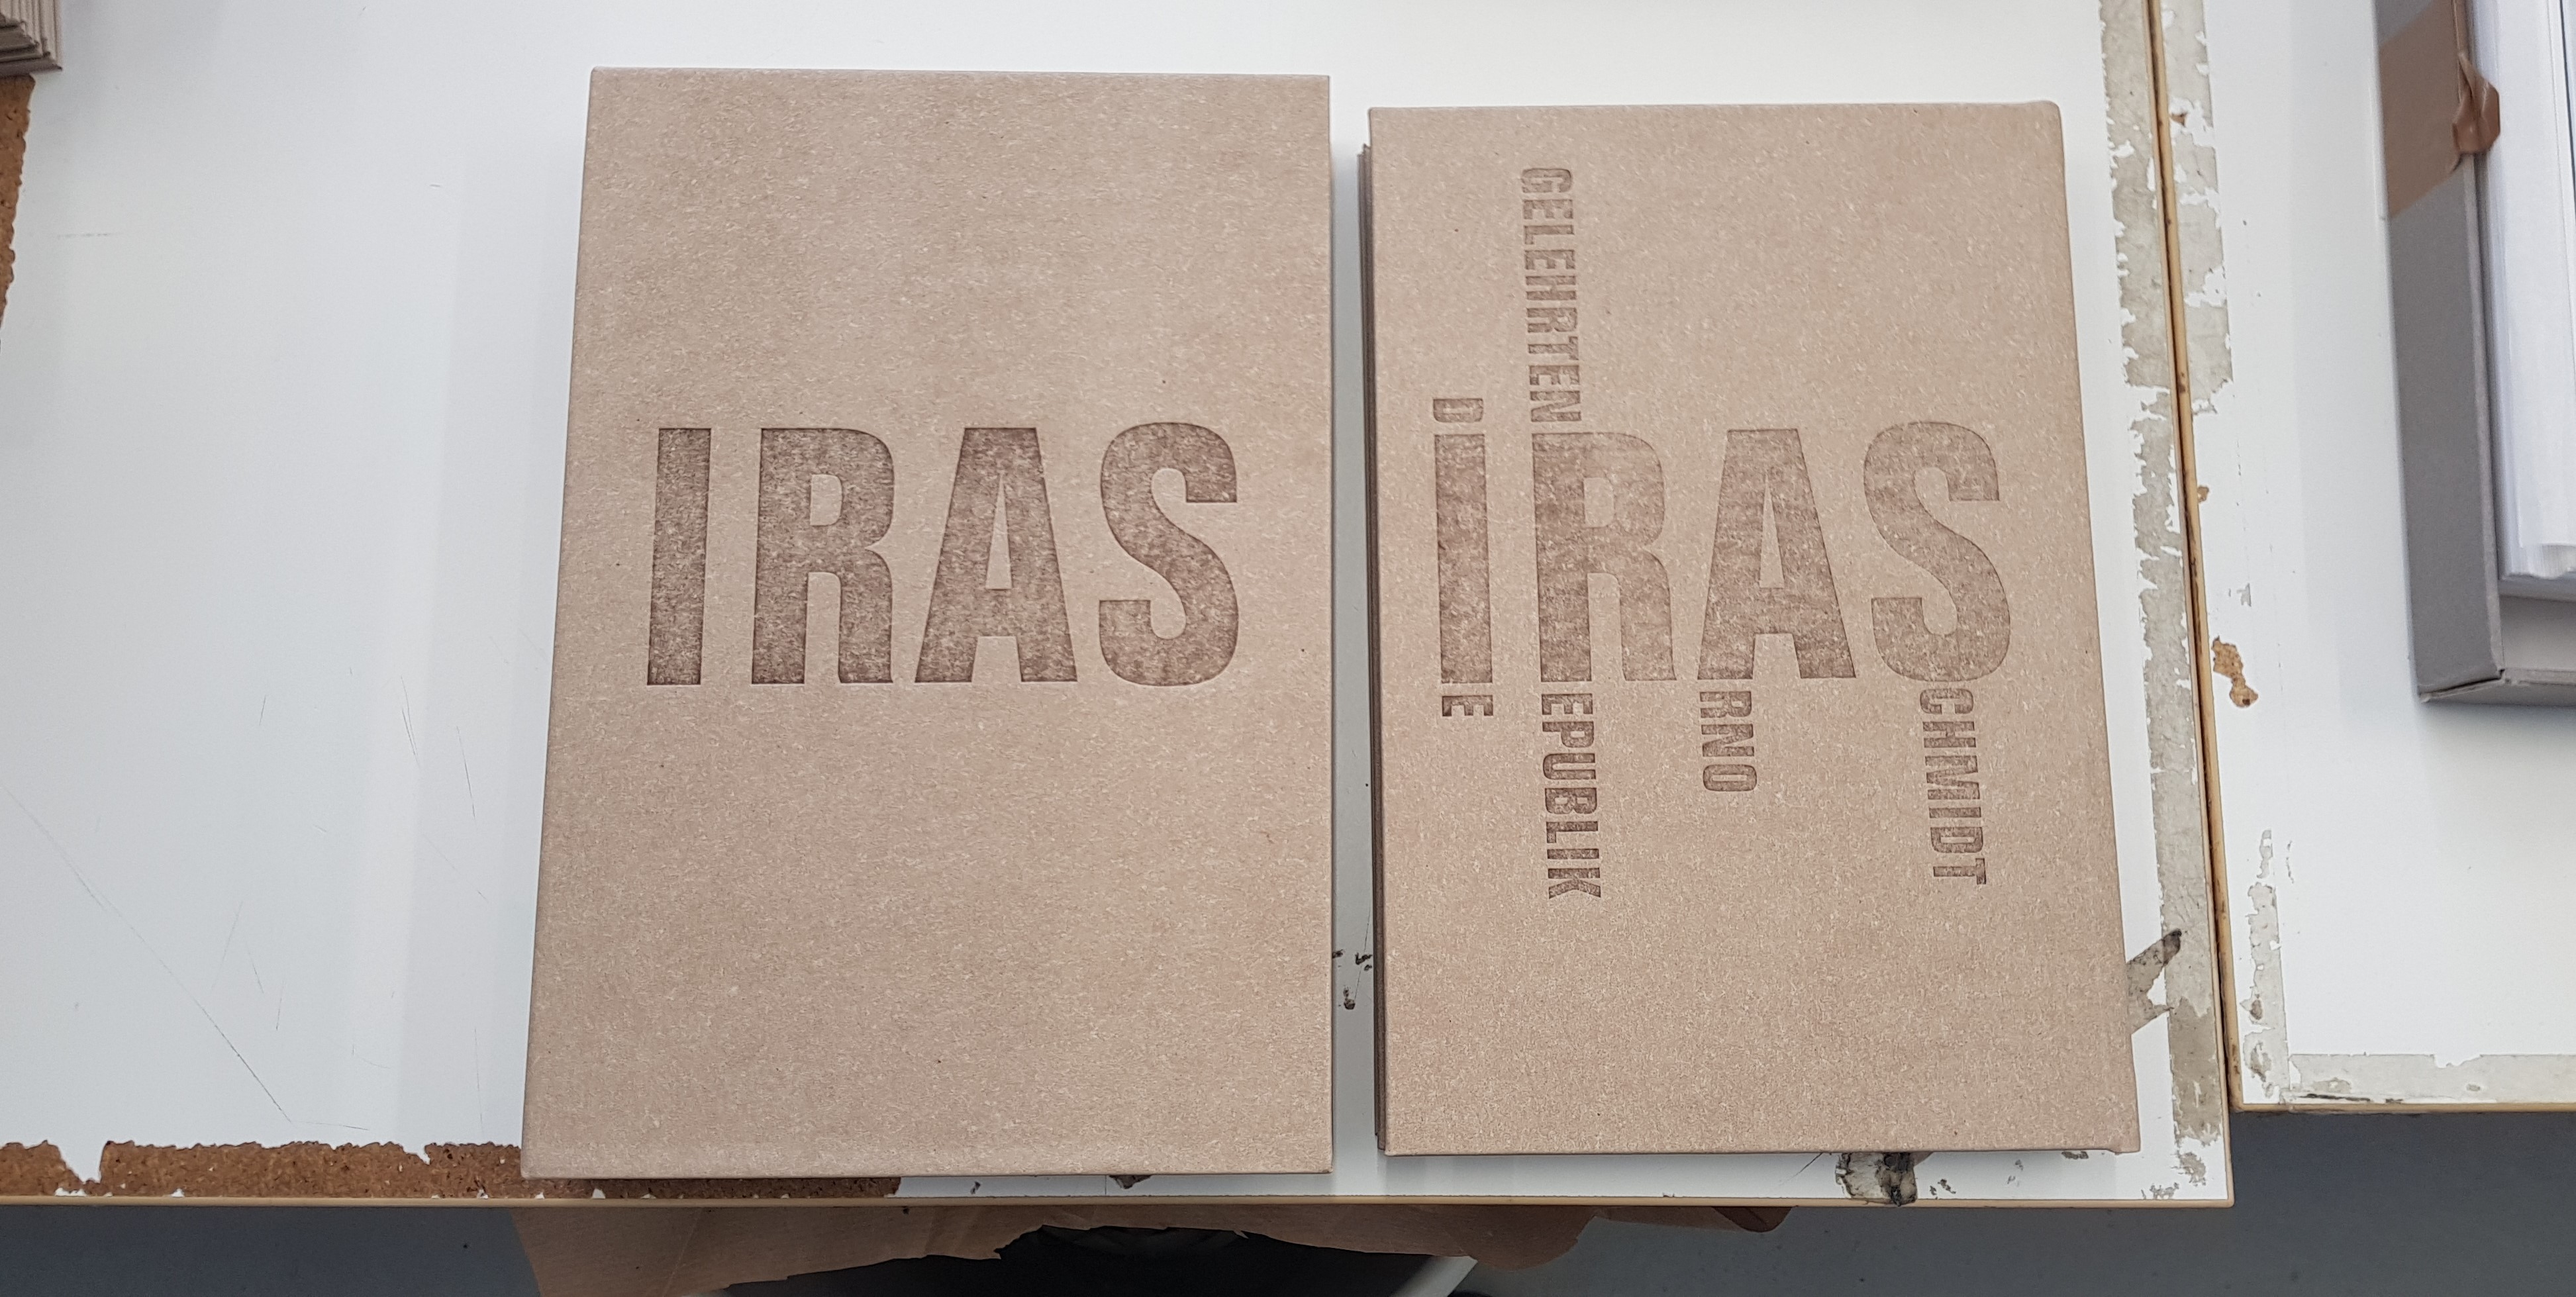 IRAS
GELEHRTEN
D
IRAS
E
EPUBLIK
RNO
CHMIDT